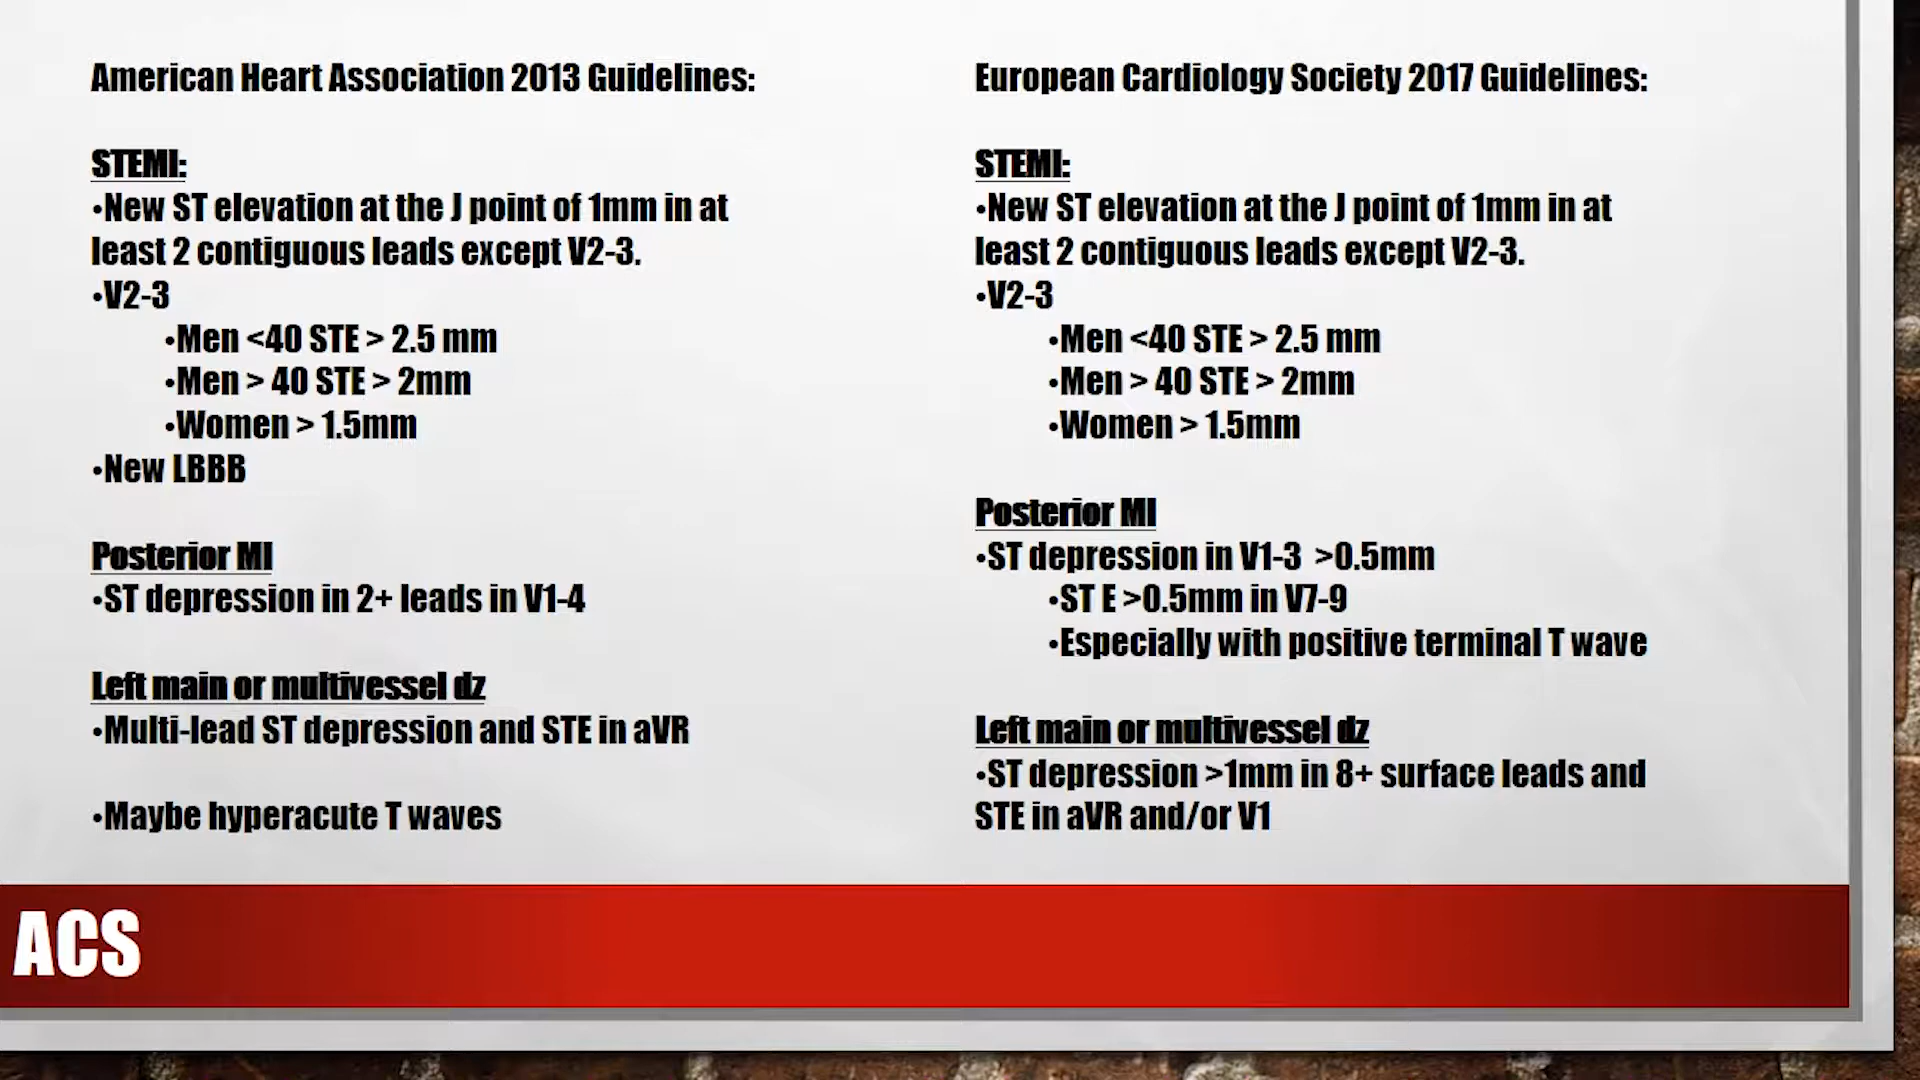 American Heart Association 2013 Guidelines:
STEMI:
•New ST elevation at the J point of 1mm in at
least 2 contiguous leads except V2-3.
•V2-3
•Men <40 STE > 2.5 mm
•Men > 40 STE > 2mm
•Women > 1.5mm
•New LBBB
Posterior MI
•ST depression in 2+ leads in V1-4
Left main or multivessel dz
•Multi-lead ST depression and STE in aVR
•Maybe hyperacute T waves
European Cardiology Society 2017 Guidelines:
STEMI:
•New ST elevation at the J point of 1mm in at
least 2 contiguous leads except V2-3.
•V2-3
•Men <40 STE > 2.5 mm
•Men > 40 STE > 2mm
•Women > 1.5mm
Posterior MI
•ST depression in V1-3 >0.5mm
•ST E >0.5mm in V7-9
•Especially with positive terminal T wave
Left main or multivessel dz
•ST depression >1mm in 8+ surface leads and
STE in aVR and/or V1
ACS